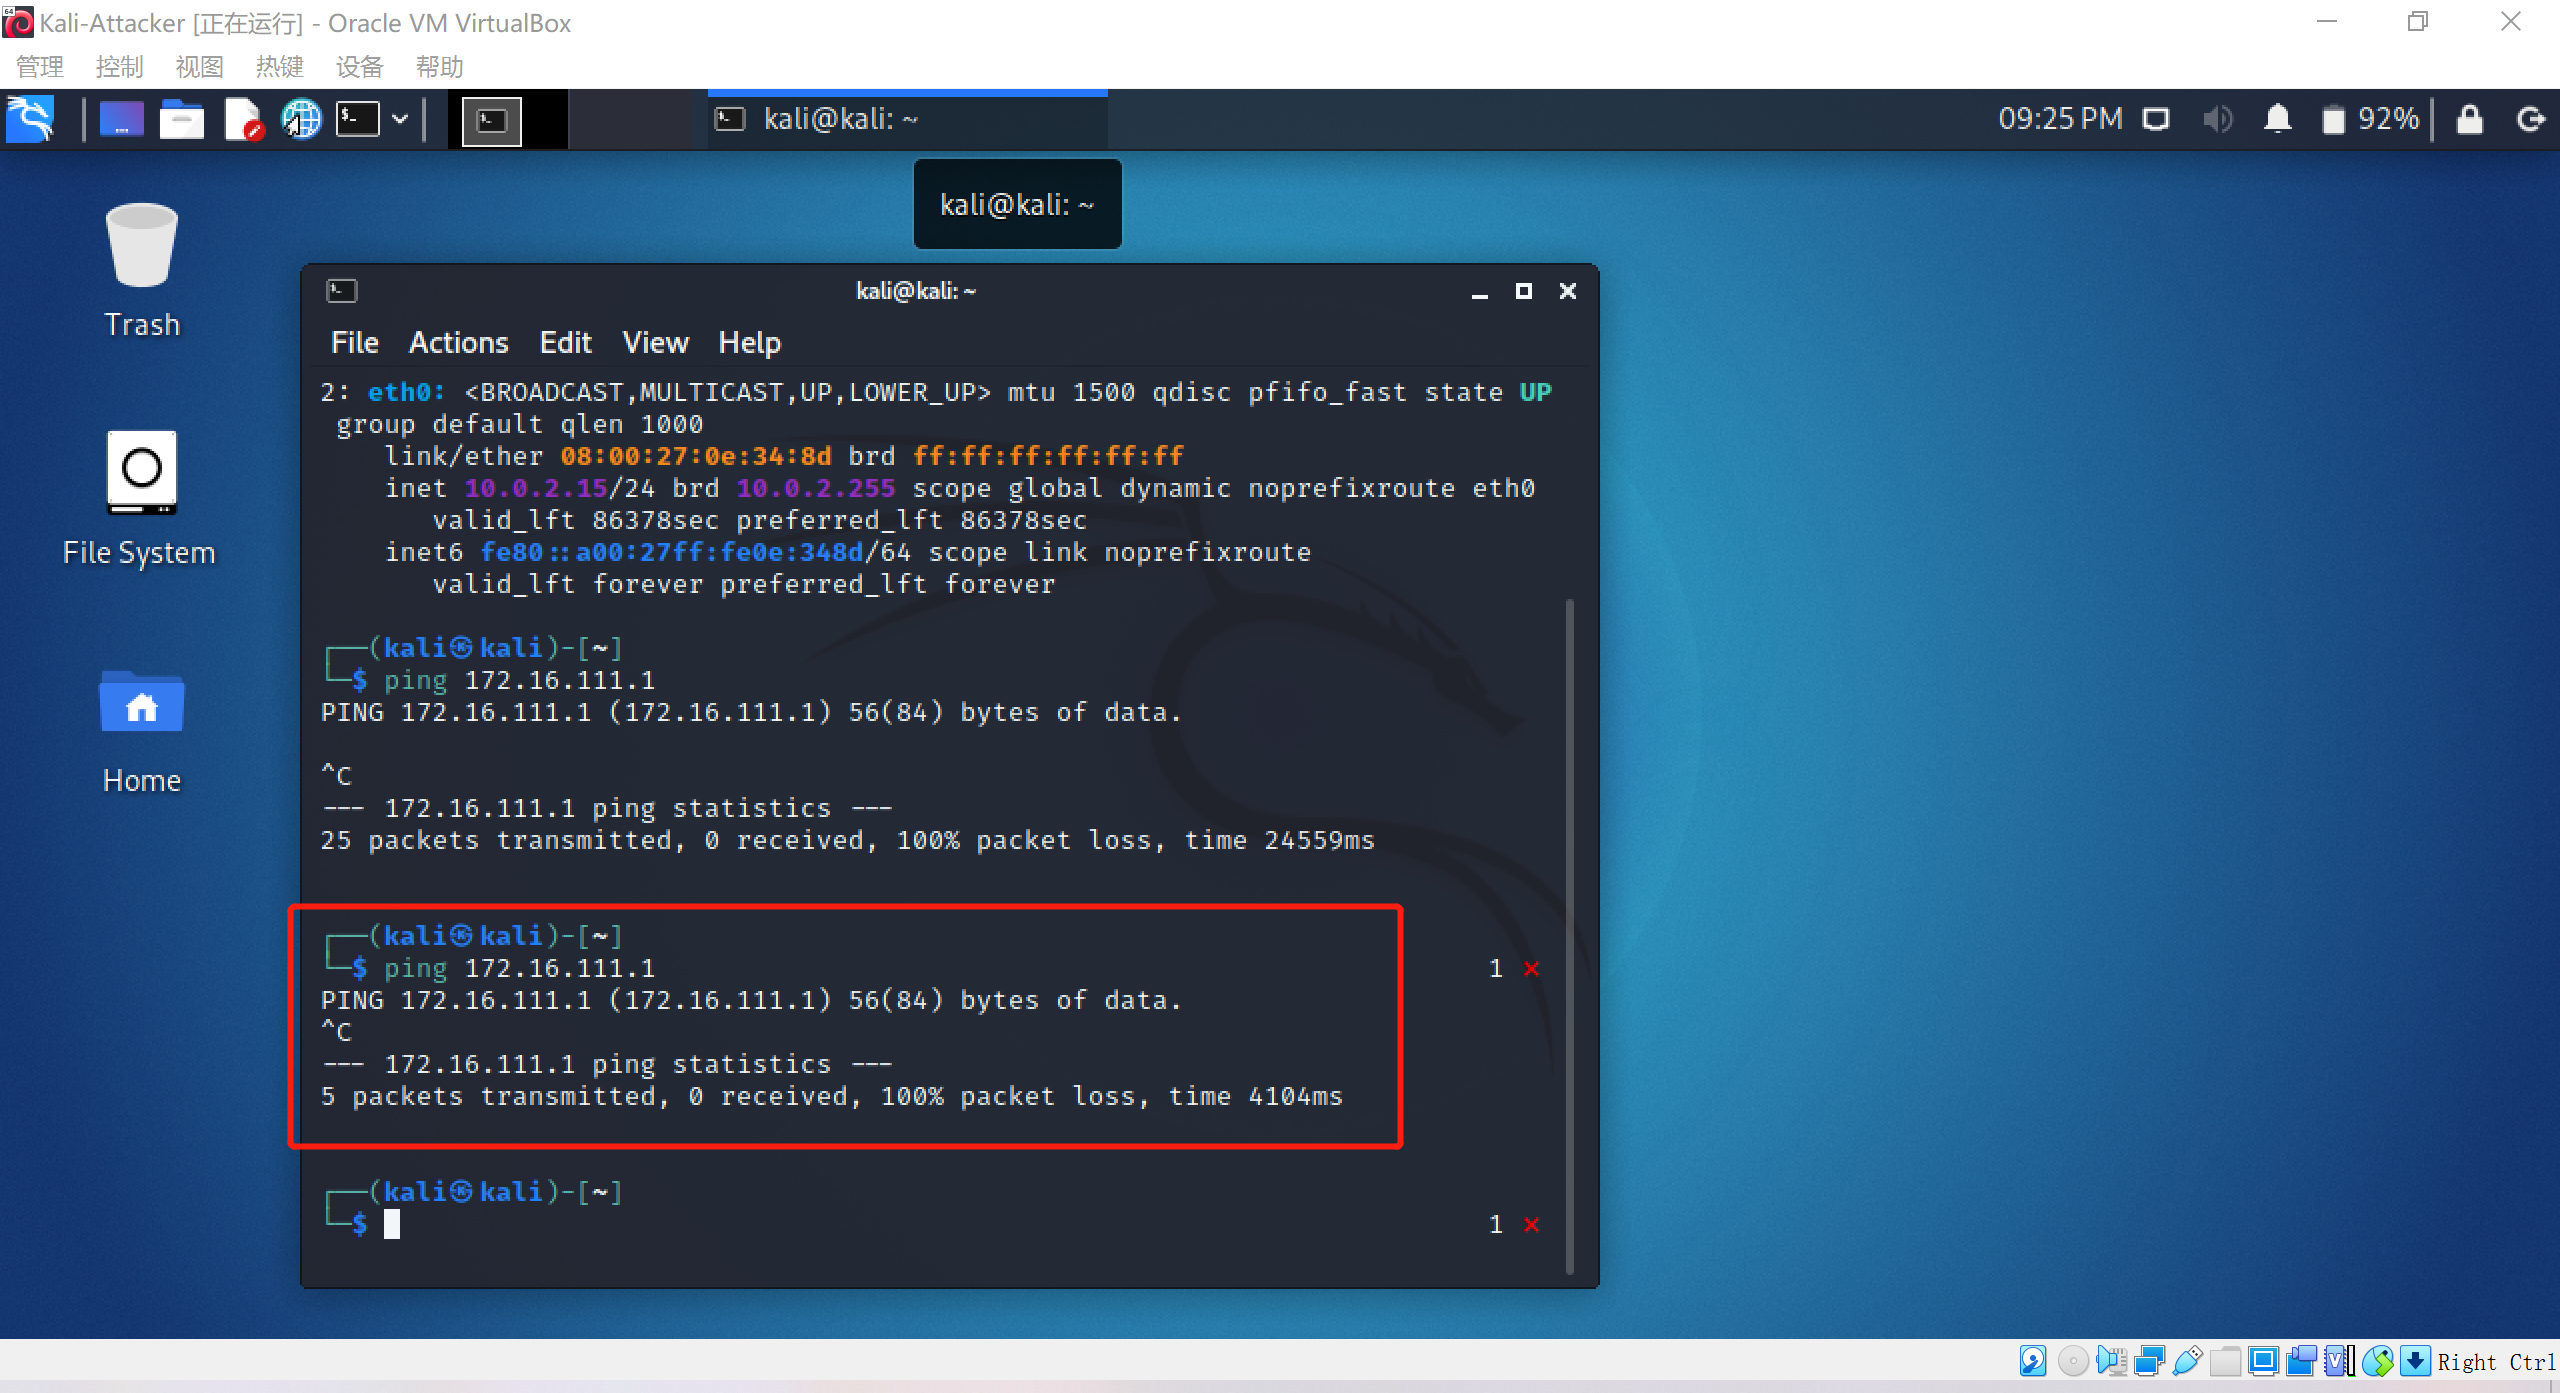 Kali-Attacker [正在运行] - Oracle VM VirtualBox
管理 控制 视图 热键 设备 帮助
kali@kali: ~
09:25 PM
92%
kali@kali: ~
Trash
File System
Home
kali@kali: ~
File Actions Edit View Help
2: eth0: <BROADCAST,MULTICAST,UP,LOWER_UP> mtu 1500 qdisc pfifo_fast state UP
group default qlen 1000
link/ether 08:00:27:0e:34:8d brd ff:ff:ff:ff:ff:ff
inet 10.0.2.15/24 brd 10.0.2.255 scope global dynamic noprefixroute eth0
valid_lft 86378sec preferred_lft 86378sec
inet6 fe80::a00:27ff:fe0e:348d/64 scope link noprefixroute
valid_lft forever preferred_lft forever
┌──(kali㉿kali)-[~]
└─$ ping 172.16.111.1
PING 172.16.111.1 (172.16.111.1) 56(84) bytes of data.
^C
--- 172.16.111.1 ping statistics ---
25 packets transmitted, 0 received, 100% packet loss, time 24559ms
┌──(kali㉿kali)-[~]
└─$ ping 172.16.111.1 1 ⨯
PING 172.16.111.1 (172.16.111.1) 56(84) bytes of data.
^C
--- 172.16.111.1 ping statistics ---
5 packets transmitted, 0 received, 100% packet loss, time 4104ms
┌──(kali㉿kali)-[~]
└─$ 1 ⨯
Right Ctrl